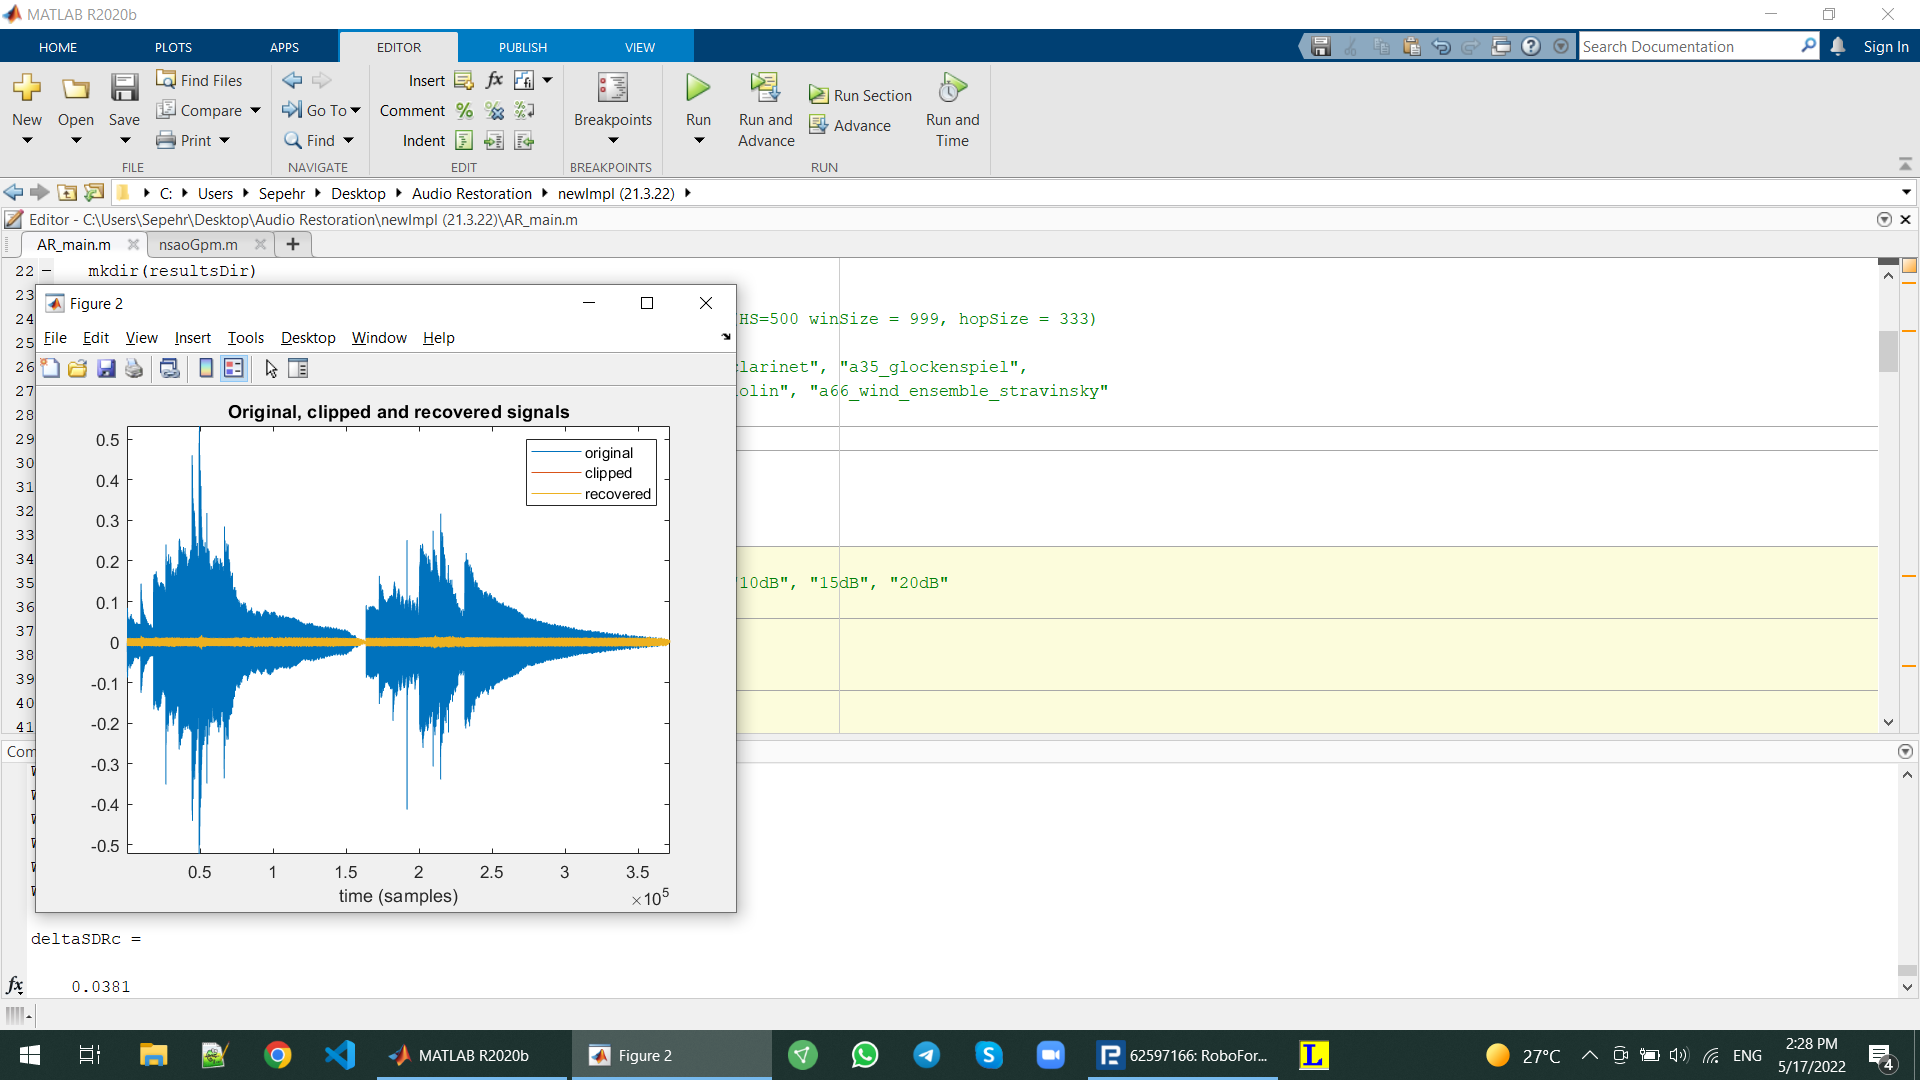 MATLAB R2020b
HOME PLOTS APPS EDITOR PUBLISH VIEW
Search Documentation
Sign In
New
Open
Save
Find Files
Compare
Print
FILE
Go To
Find
NAVIGATE
Insert
Comment
Indent
EDIT
Breakpoints
BREAKPOINTS
Run
Run and Advance
Run Section
Advance
Run and Time
RUN
C: Users Sepehr Desktop Audio Restoration newImpl (21.3.22)
Editor - C:\Users\Sepehr\Desktop\Audio Restoration\newImpl (21.3.22)\AR_main.m
AR_main.m nsaoGpm.m
22 – mkdir(resultsDir)
23
24 HS=500 winSize = 999, hopSize = 333)
25
26 larinet", "a35_glockenspiel",
27 olin", "a66_wind_ensemble_stravinsky"
28
29
30
31
32
33
34
35 10dB", "15dB", "20dB"
36
37
38
39
40
41
Figure 2
File Edit View Insert Tools Desktop Window Help
Original, clipped and recovered signals
original
clipped
recovered
0.5
0.4
0.3
0.2
0.1
0
-0.1
-0.2
-0.3
-0.4
-0.5
0.5 1 1.5 2 2.5 3 3.5
×10⁵
time (samples)
Com
deltaSDRc =
0.0381
fx
MATLAB R2020b
Figure 2
62597166: RoboFor...
27°C
ENG
2:28 PM
5/17/2022
4